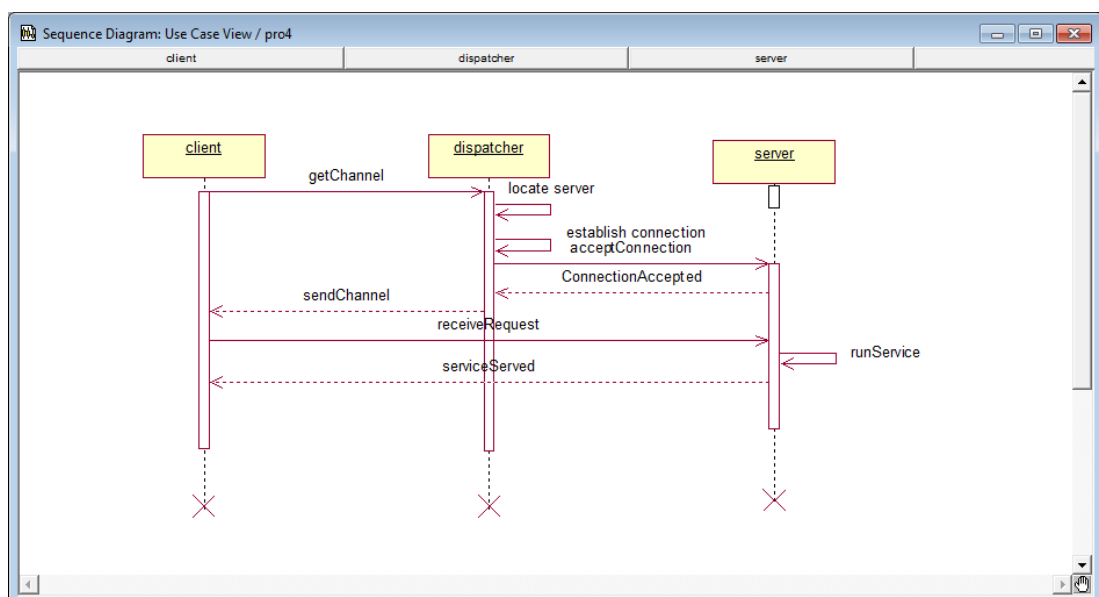 Sequence Diagram: Use Case View / pro4
client dispatcher server
client dispatcher server
getChannel
locate server
establish connection
acceptConnection
ConnectionAccepted
sendChannel
receiveRequest
runService
serviceServed